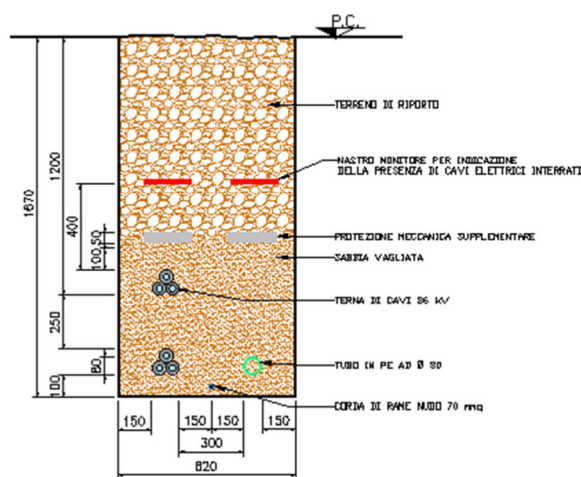 P.C.
TERRENO DI RIPORTO
NASTRO MONITORE PER INDICAZIONE
DELLA PRESENZA DI CAVI ELETTRICI INTERRATI
PROTEZIONE MECCANICA SUPPLEMENTARE
SABBIA VAGLIATA
TERNA DI CAVI 36 kV
TUBO IN PE AD Ø 80
CORDA DI RAME NUDO 70 mmq
1670
1200
400
50
100
250
80
100
150
150
150
150
300
820